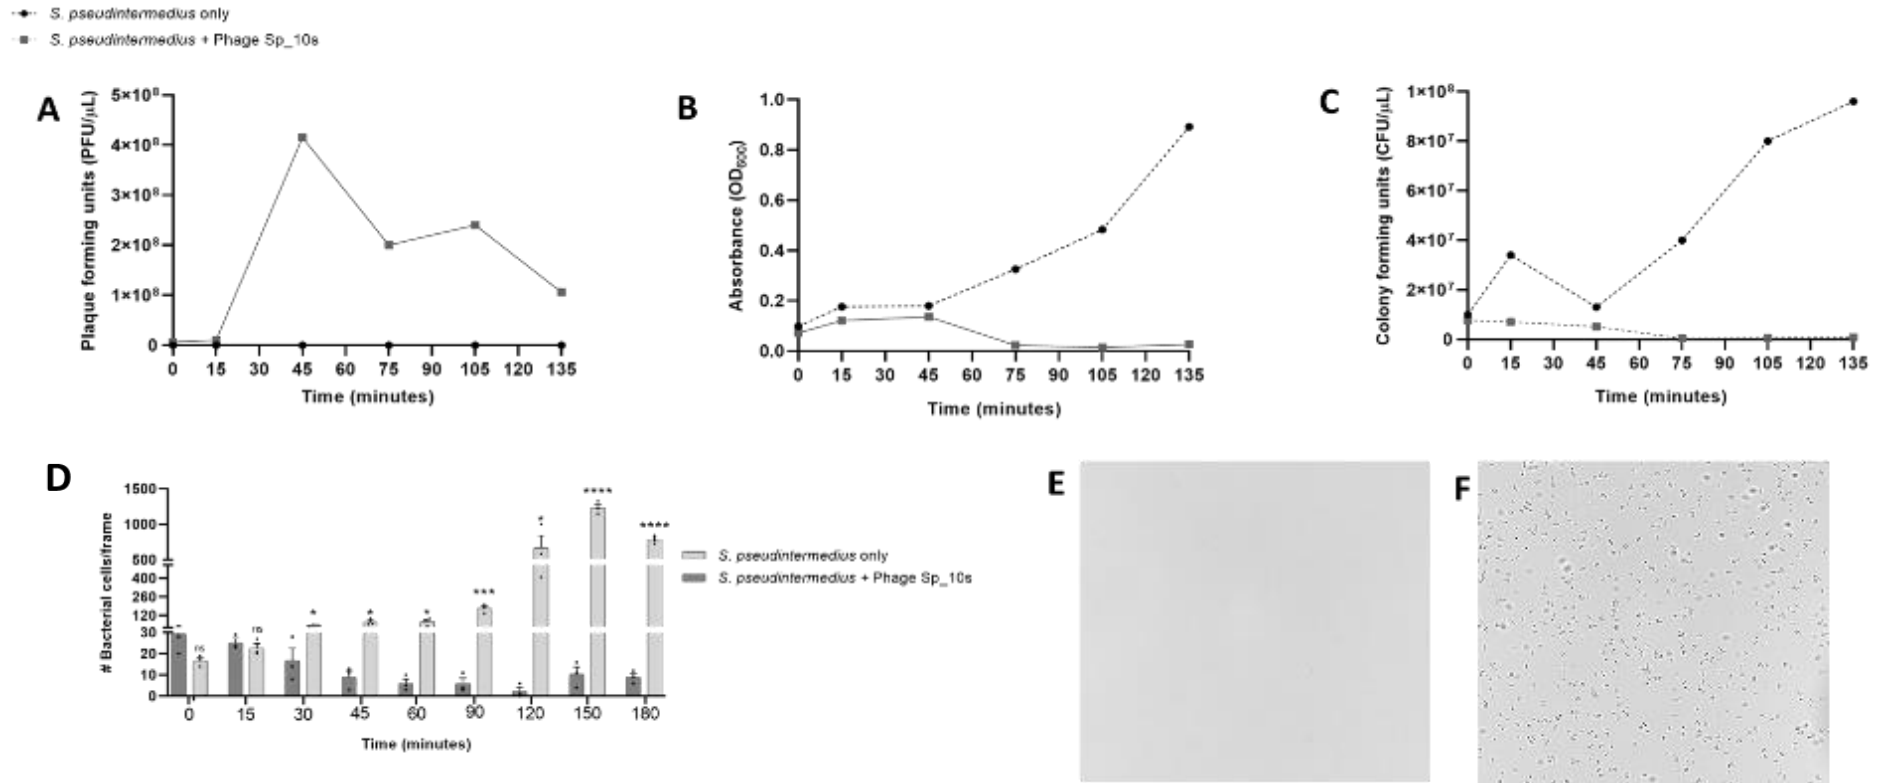 S. pseudintermedius only
S. pseudintermedius + Phage Sp_10s
A
Plaque forming units (PFU/μL)
5×10⁸
4×10⁸
3×10⁸
2×10⁸
1×10⁸
0
0 15 30 45 60 75 90 105 120 135
Time (minutes)
B
Absorbance (OD₆₀₀)
1.0
0.8
0.6
0.4
0.2
0.0
0 15 30 45 60 75 90 105 120 135
Time (minutes)
C
Colony forming units (CFU/μL)
1×10⁸
8×10⁷
6×10⁷
4×10⁷
2×10⁷
0
0 15 30 45 60 75 90 105 120 135
Time (minutes)
D
# Bacterial cells/frame
1500
1000
500
400
260
120
30
20
10
0
ns ns * * * *** * **** ****
0 15 30 45 60 90 120 150 180
Time (minutes)
S. pseudintermedius only
S. pseudintermedius + Phage Sp_10s
E
F